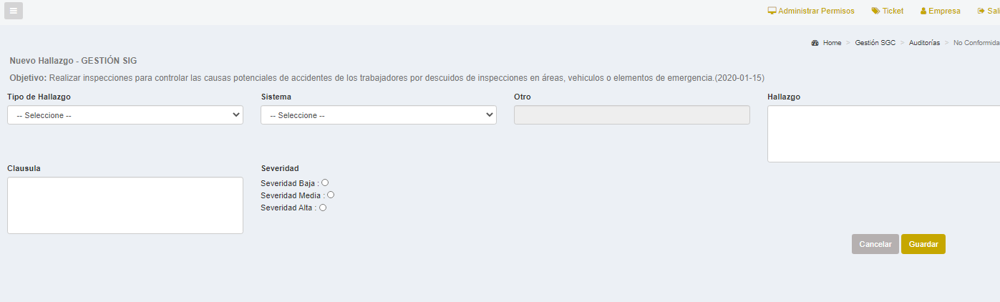 Administrar Permisos Ticket Empresa Sali
Home > Gestión SGC > Auditorías > No Conformida
Nuevo Hallazgo - GESTIÓN SIG
Objetivo: Realizar inspecciones para controlar las causas potenciales de accidentes de los trabajadores por descuidos de inspecciones en áreas, vehiculos o elementos de emergencia.(2020-01-15)
Tipo de Hallazgo Sistema Otro Hallazgo
-- Seleccione -- -- Seleccione --
Clausula Severidad
Severidad Baja :
Severidad Media :
Severidad Alta :
Cancelar Guardar